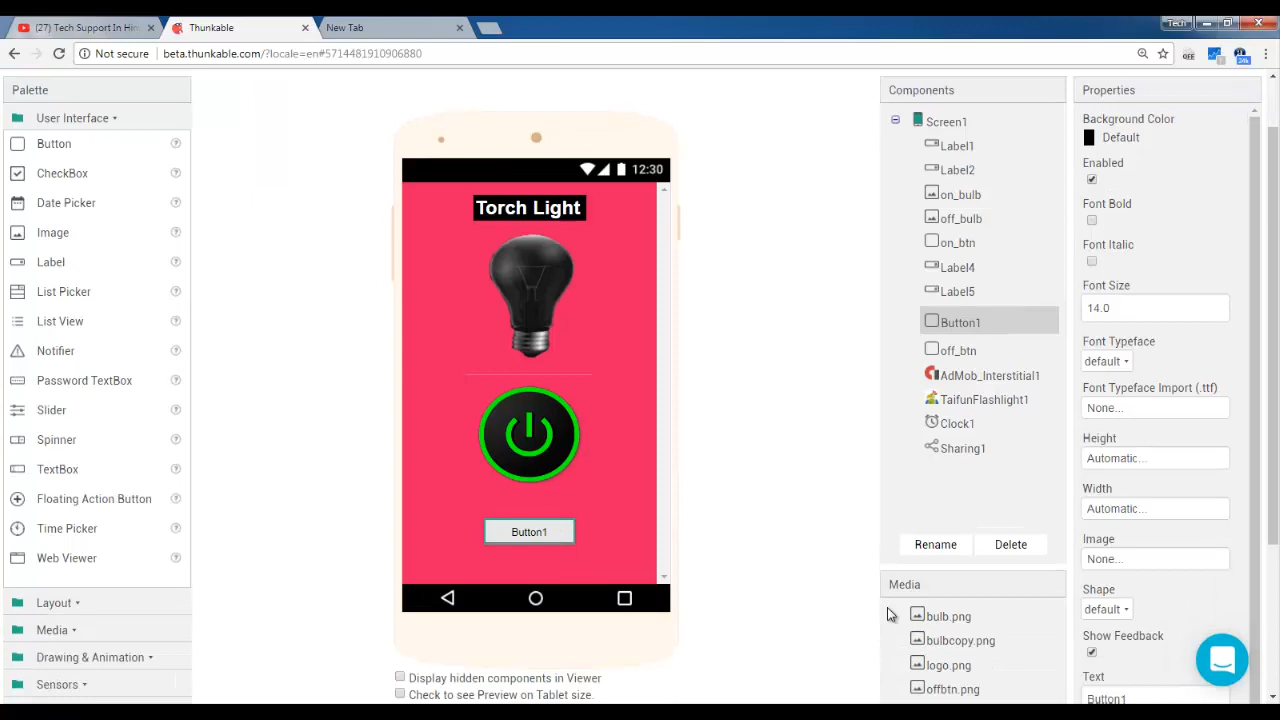 (27) Tech Support In Hin
Thunkable
New Tab
Tech
Not secure
beta.thunkable.com/?locale=en#5714481910906880
OFF
24k
Palette
User Interface
Button
CheckBox
Date Picker
Image
Label
List Picker
List View
Notifier
Password TextBox
Slider
Spinner
TextBox
Floating Action Button
Time Picker
Web Viewer
Layout
Media
Drawing & Animation
Sensors
12:30
Torch Light
Button1
Display hidden components in Viewer
Check to see Preview on Tablet size.
Components
Screen1
Label1
Label2
on_bulb
off_bulb
on_btn
Label4
Label5
Button1
off_btn
AdMob_Interstitial1
TaifunFlashlight1
Clock1
Sharing1
Rename
Delete
Media
bulb.png
bulbcopy.png
logo.png
offbtn.png
Properties
Background Color
Default
Enabled
Font Bold
Font Italic
Font Size
14.0
Font Typeface
default
Font Typeface Import (.ttf)
None...
Height
Automatic...
Width
Automatic...
Image
None...
Shape
default
Show Feedback
Text
Button1